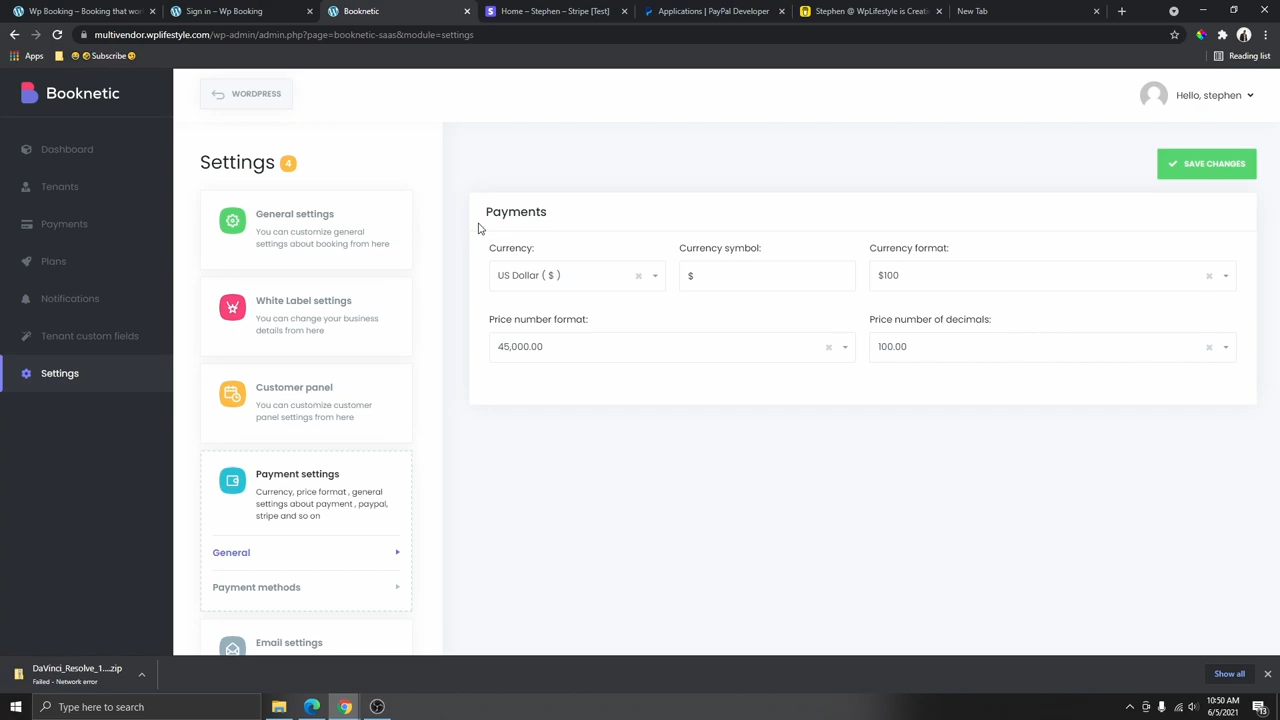 WP Booking – Booking that wor
Sign in – WP Booking
Booknetic
Home – Stephen – Stripe [Test]
Applications | PayPal Developer
Stephen @ WpLifestyle is Creati
New Tab
multivendor.wplifestyle.com/wp-admin/admin.php?page=booknetic-saas&module=settings
Apps
Subscribe
Reading list
Booknetic
WORDPRESS
Hello, stephen
Dashboard
Tenants
Payments
Plans
Notifications
Tenant custom fields
Settings
Settings 4
General settings
You can customize general
settings about booking from here
White Label settings
You can change your business
details from here
Customer panel
You can customize customer
panel settings from here
Payment settings
Currency, price format , general
settings about payment , paypal,
stripe and so on
General
Payment methods
Email settings
SAVE CHANGES
Payments
Currency:
Currency symbol:
Currency format:
US Dollar ( $ )
$
$100
Price number format:
Price number of decimals:
45,000.00
100.00
DaVinci_Resolve_1....zip
Failed - Network error
Show all
Type here to search
10:50 AM
6/5/2021
13